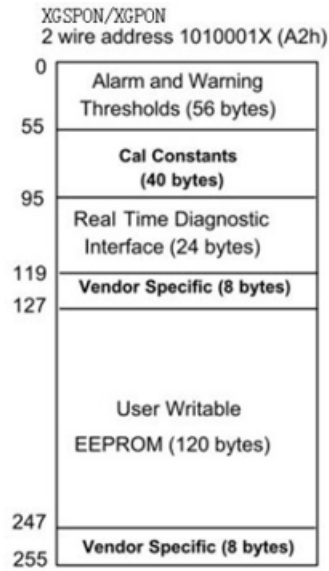 XGSPON/XGPON
2 wire address 1010001X (A2h)
0
Alarm and Warning
Thresholds (56 bytes)
55
Cal Constants
(40 bytes)
95
Real Time Diagnostic
Interface (24 bytes)
119
Vendor Specific (8 bytes)
127
User Writable
EEPROM (120 bytes)
247
Vendor Specific (8 bytes)
255